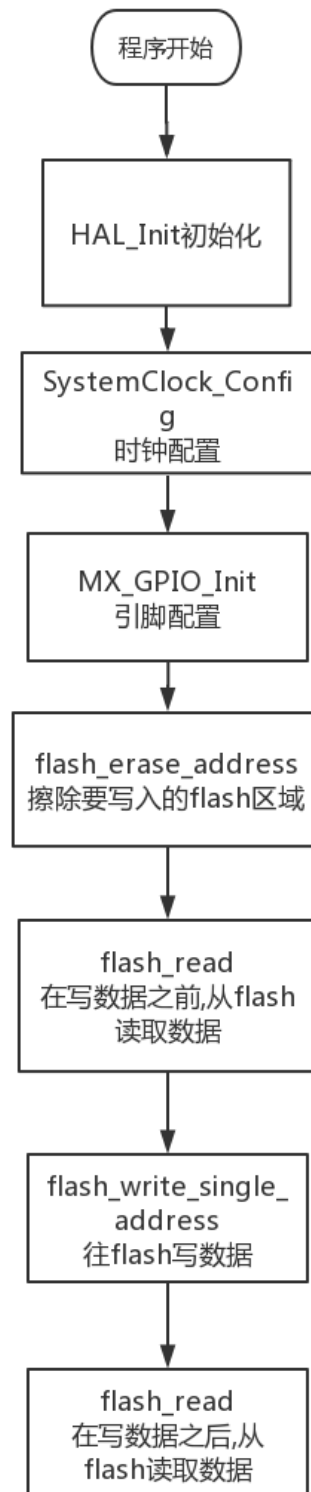 程序开始
HAL_Init初始化
SystemClock_Confi
g
时钟配置
MX_GPIO_Init
引脚配置
flash_erase_address
擦除要写入的flash区域
flash_read
在写数据之前,从flash
读取数据
flash_write_single_
address
往flash写数据
flash_read
在写数据之后,从
flash读取数据